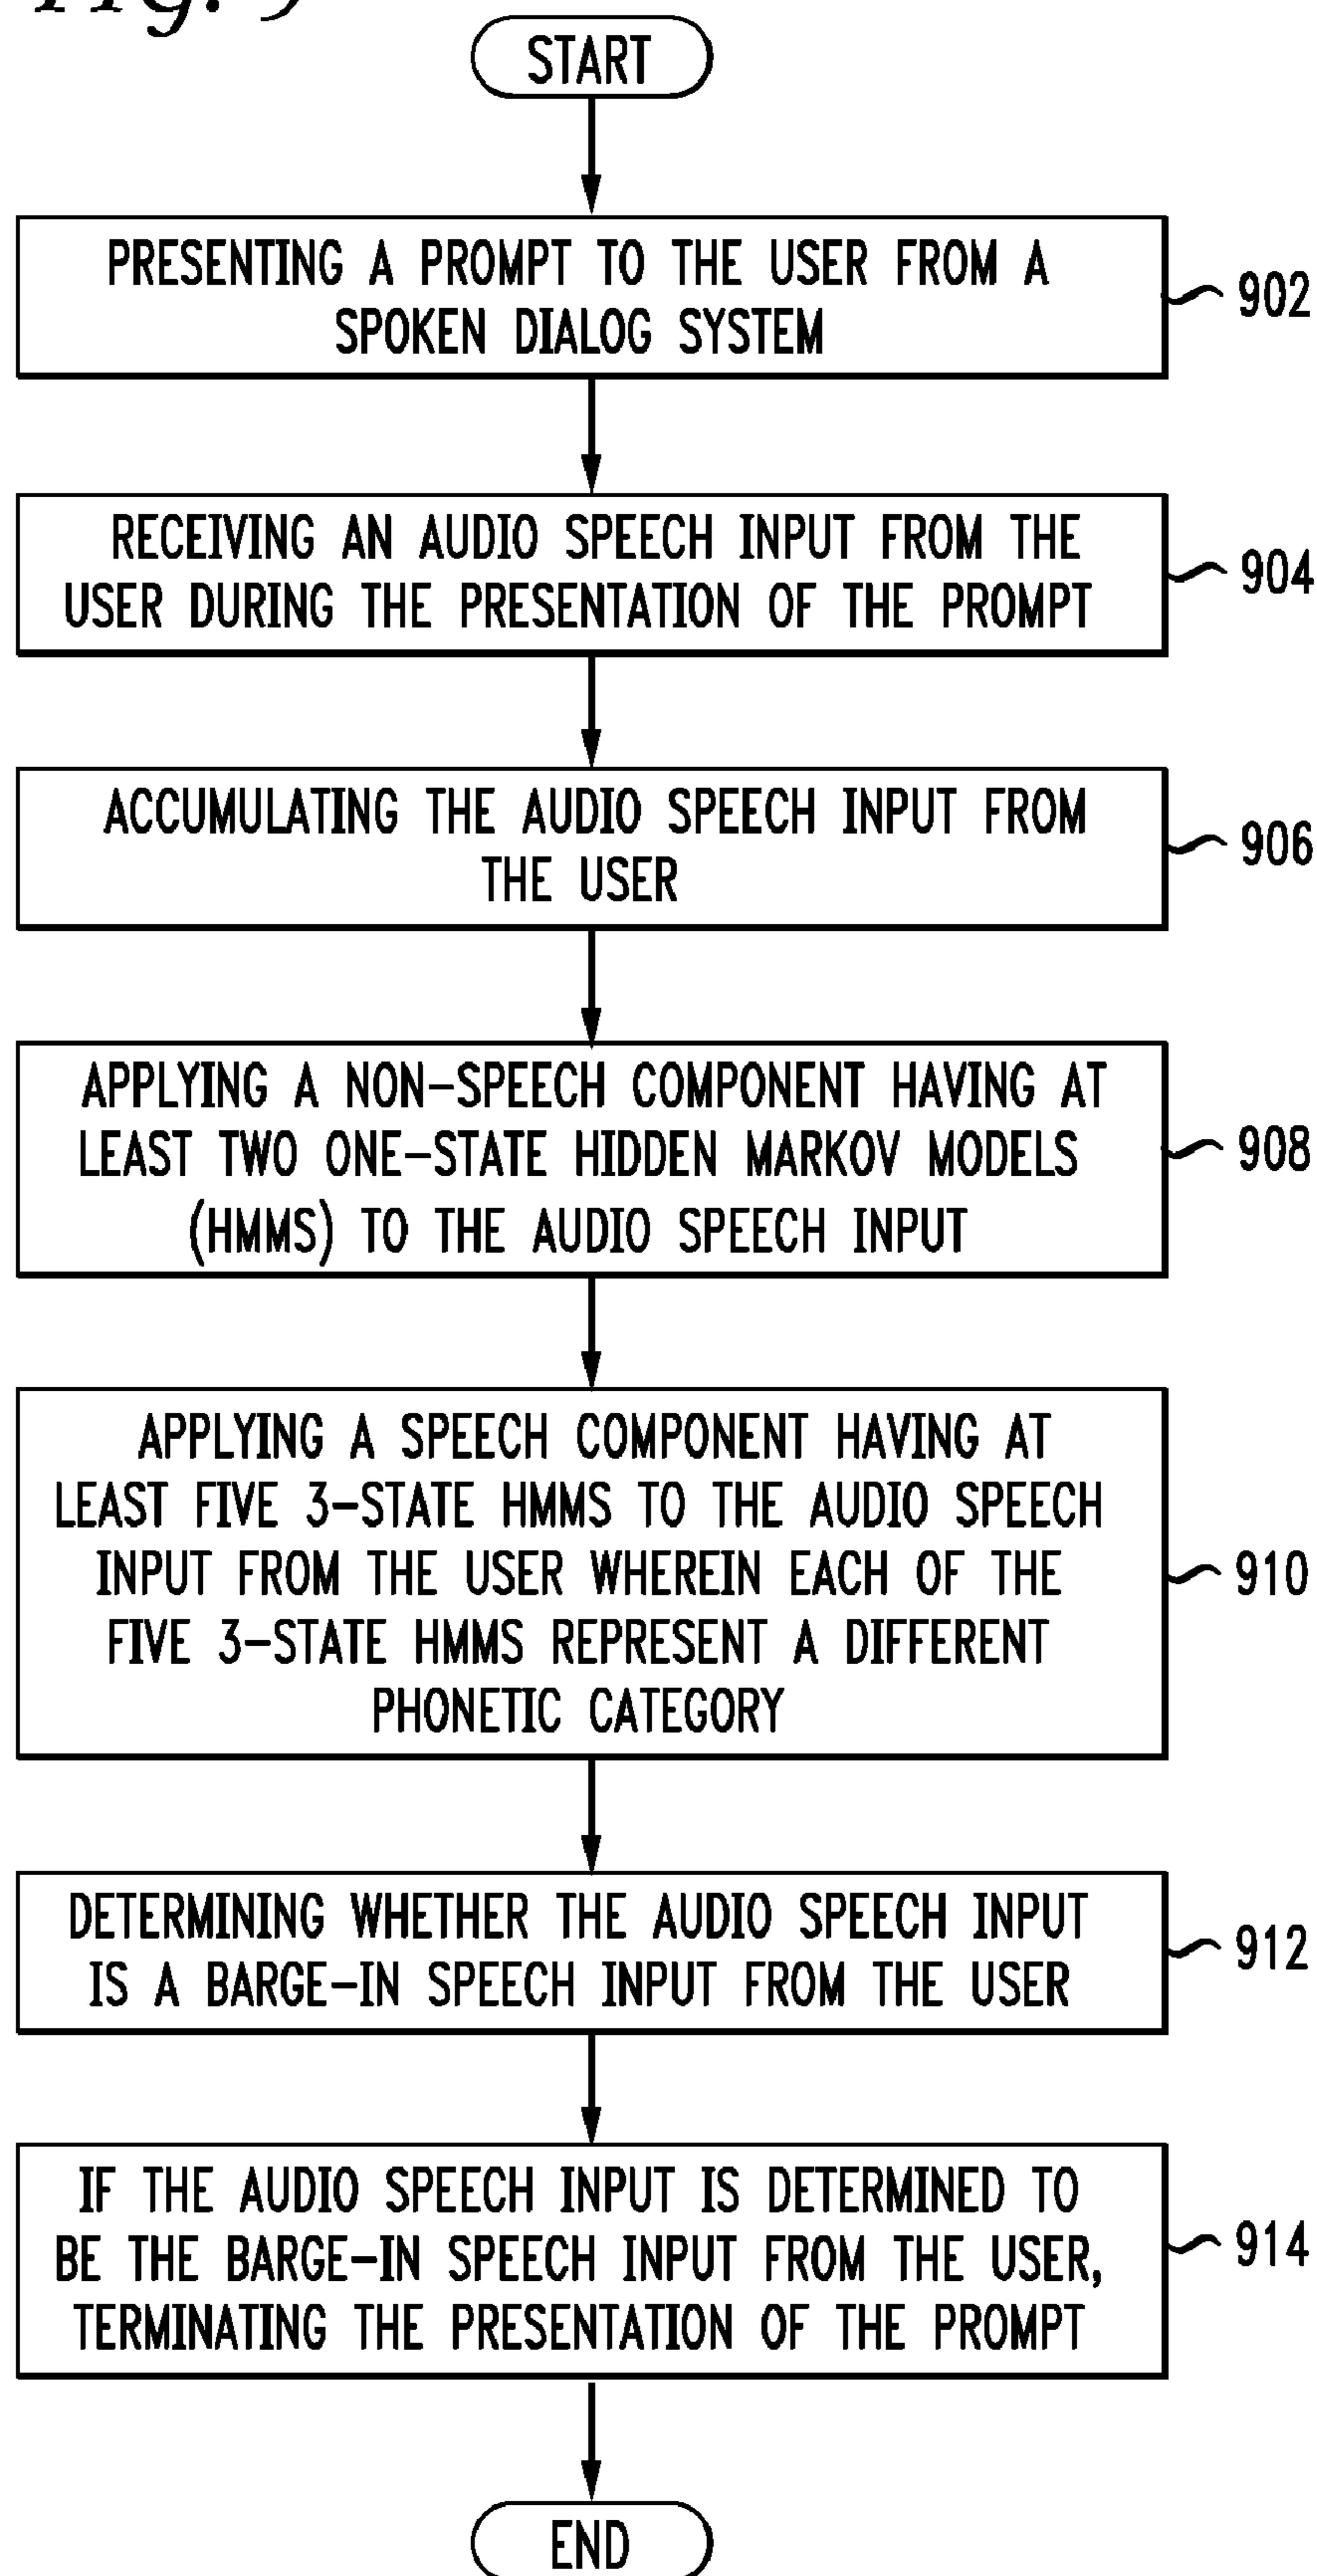 Fig. 9
START
PRESENTING A PROMPT TO THE USER FROM A
SPOKEN DIALOG SYSTEM
902
RECEIVING AN AUDIO SPEECH INPUT FROM THE
USER DURING THE PRESENTATION OF THE PROMPT
904
ACCUMULATING THE AUDIO SPEECH INPUT FROM
THE USER
906
APPLYING A NON-SPEECH COMPONENT HAVING AT
LEAST TWO ONE-STATE HIDDEN MARKOV MODELS
(HMMS) TO THE AUDIO SPEECH INPUT
908
APPLYING A SPEECH COMPONENT HAVING AT
LEAST FIVE 3-STATE HMMS TO THE AUDIO SPEECH
INPUT FROM THE USER WHEREIN EACH OF THE
FIVE 3-STATE HMMS REPRESENT A DIFFERENT
PHONETIC CATEGORY
910
DETERMINING WHETHER THE AUDIO SPEECH INPUT
IS A BARGE-IN SPEECH INPUT FROM THE USER
912
IF THE AUDIO SPEECH INPUT IS DETERMINED TO
BE THE BARGE-IN SPEECH INPUT FROM THE USER,
TERMINATING THE PRESENTATION OF THE PROMPT
914
END